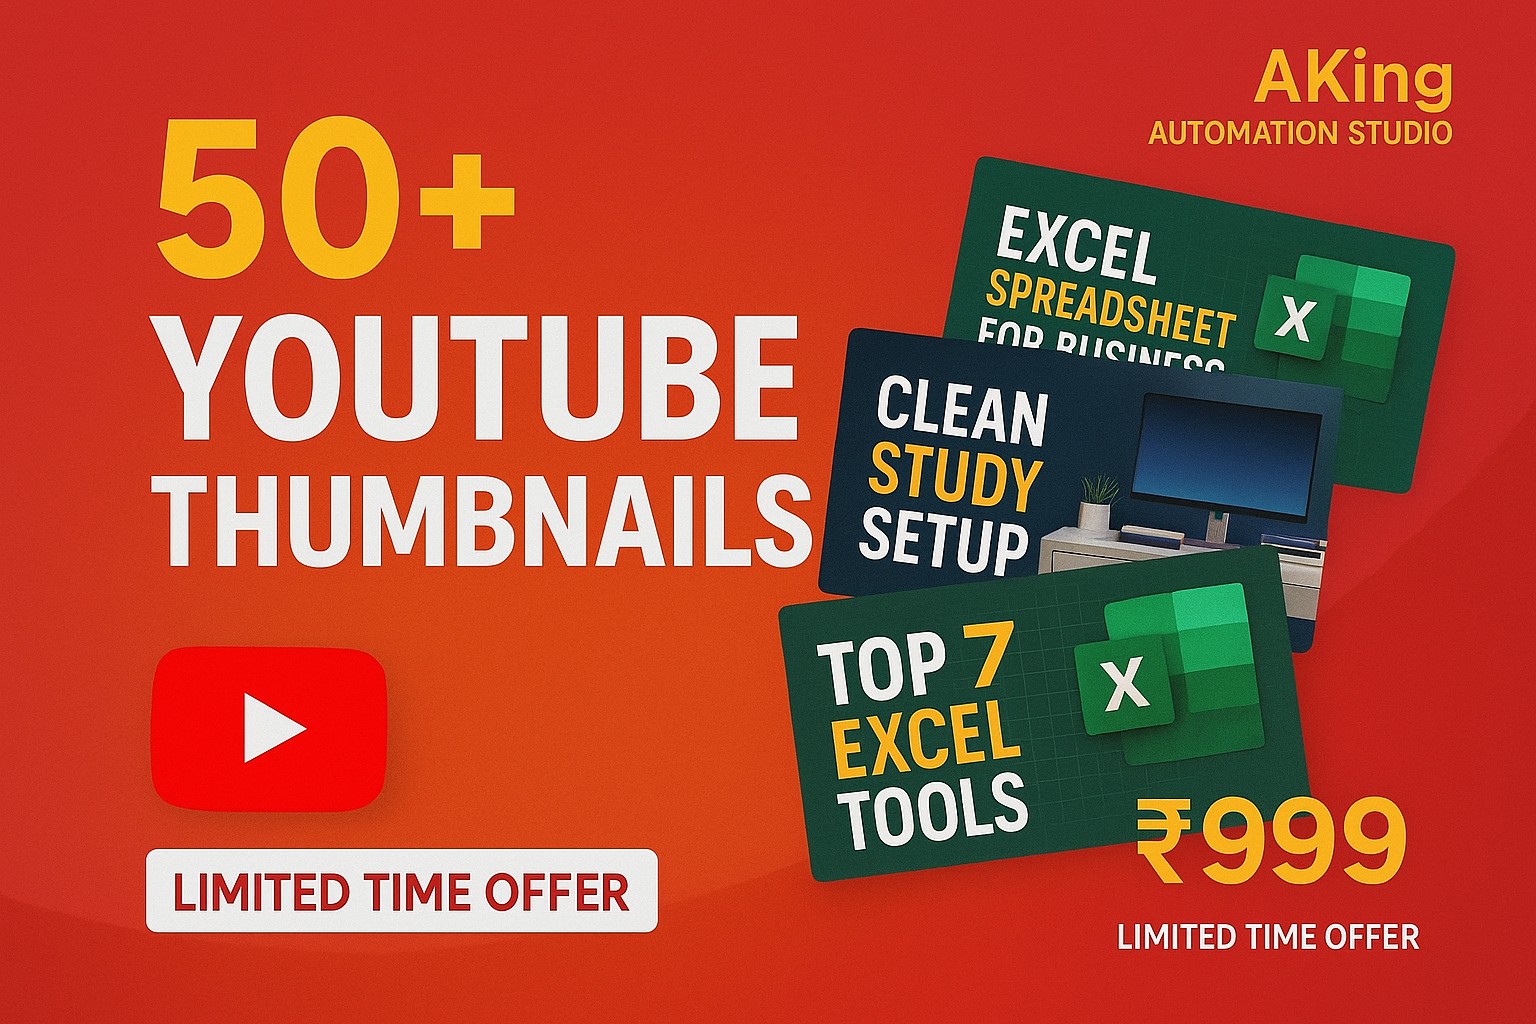 AKing
AUTOMATION STUDIO
50+
YOUTUBE
THUMBNAILS
LIMITED TIME OFFER
EXCEL
SPREADSHEET
FOR BUSINESS
X
CLEAN
STUDY
SETUP
TOP 7
EXCEL
TOOLS
X
₹999
LIMITED TIME OFFER